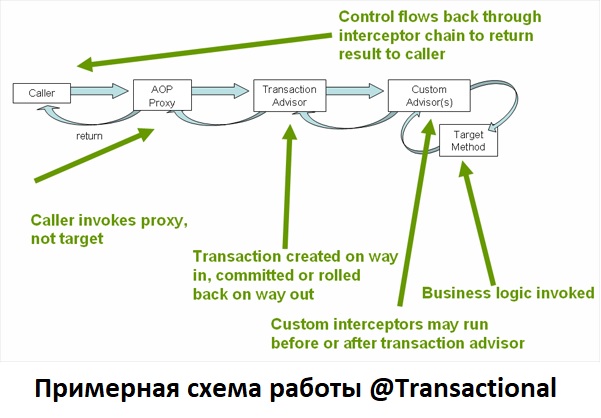 Control flows back through
interceptor chain to return
result to caller
Caller
AOP
Proxy
Transaction
Advisor
Custom
Advisor(s)
Target
Method
return
Caller invokes proxy,
not target
Transaction created on way
in, committed or rolled
back on way out
Business logic invoked
Custom interceptors may run
before or after transaction advisor
Примерная схема работы @Transactional